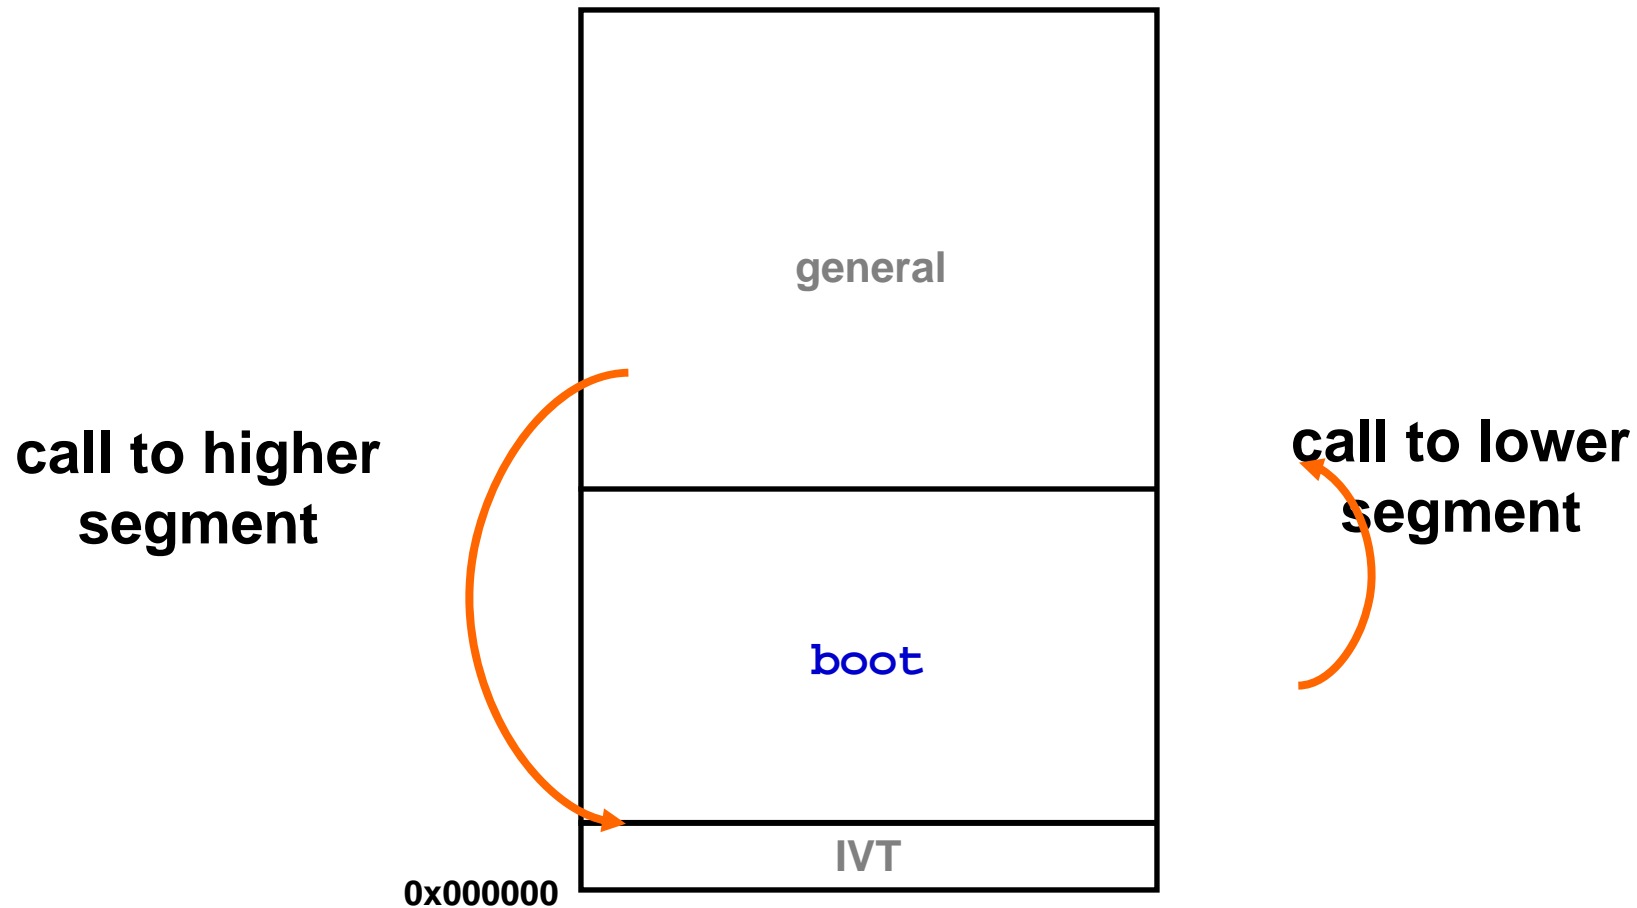 general
call to higher
segment
call to lower
segment
boot
IVT
0x000000